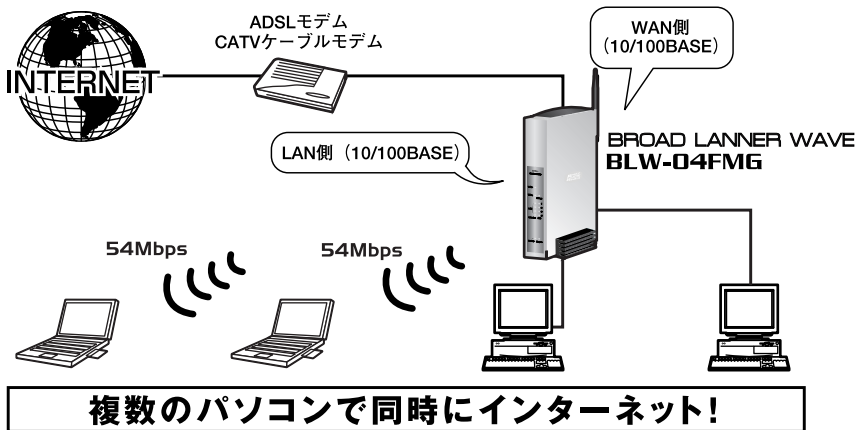 ADSLモデム
CATVケーブルモデム
WAN側
（10/100BASE）
INTERNET
LAN側（10/100BASE）
BROAD LANNER WAVE
BLW-04FMG
54Mbps
54Mbps
複数のパソコンで同時にインターネット！